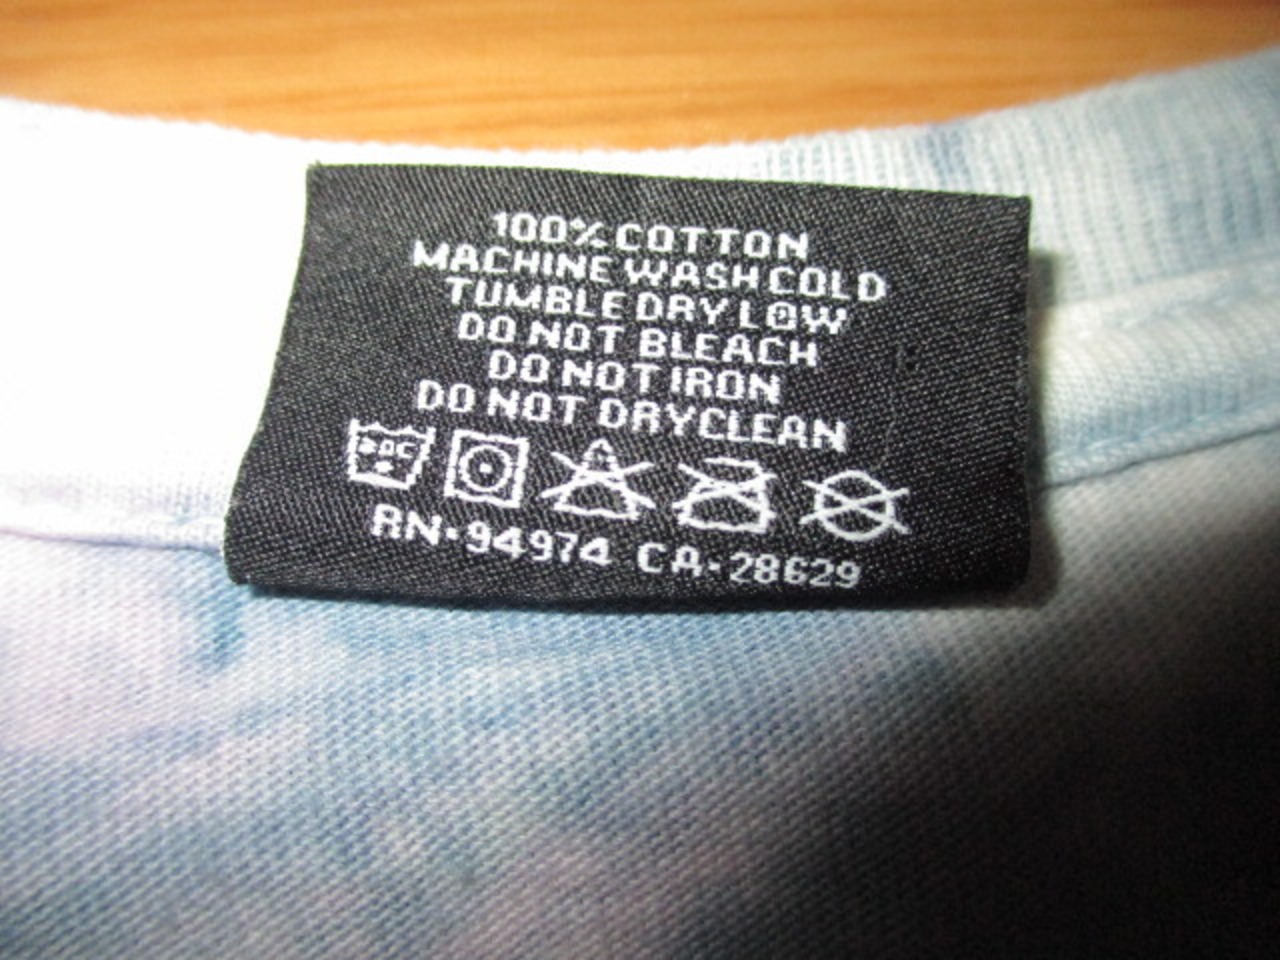 100% COTTON
MACHINE WASH COLD
TUMBLE DRY LOW
DO NOT BLEACH
DO NOT IRON
DO NOT DRYCLEAN
RN·94974 CA·28629